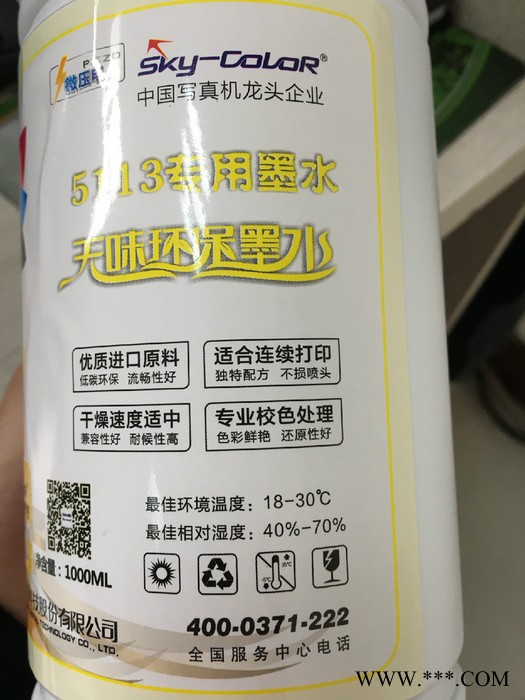 SKY-COLOR®
中国写真机龙头企业
5113专用墨水
无味环保墨水
优质进口原料
低碳环保 流畅性好
适合连续打印
独特配方 不损喷头
干燥速度适中
兼容性好 耐候性高
专业校色处理
色彩鲜艳 还原性好
最佳环境温度：18-30℃
最佳相对湿度：40%-70%
净含量：1000ML
股份有限公司
TECHNOLOGY CO., LTD.
400-0371-222
全国服务中心电话
WWW.***.COM